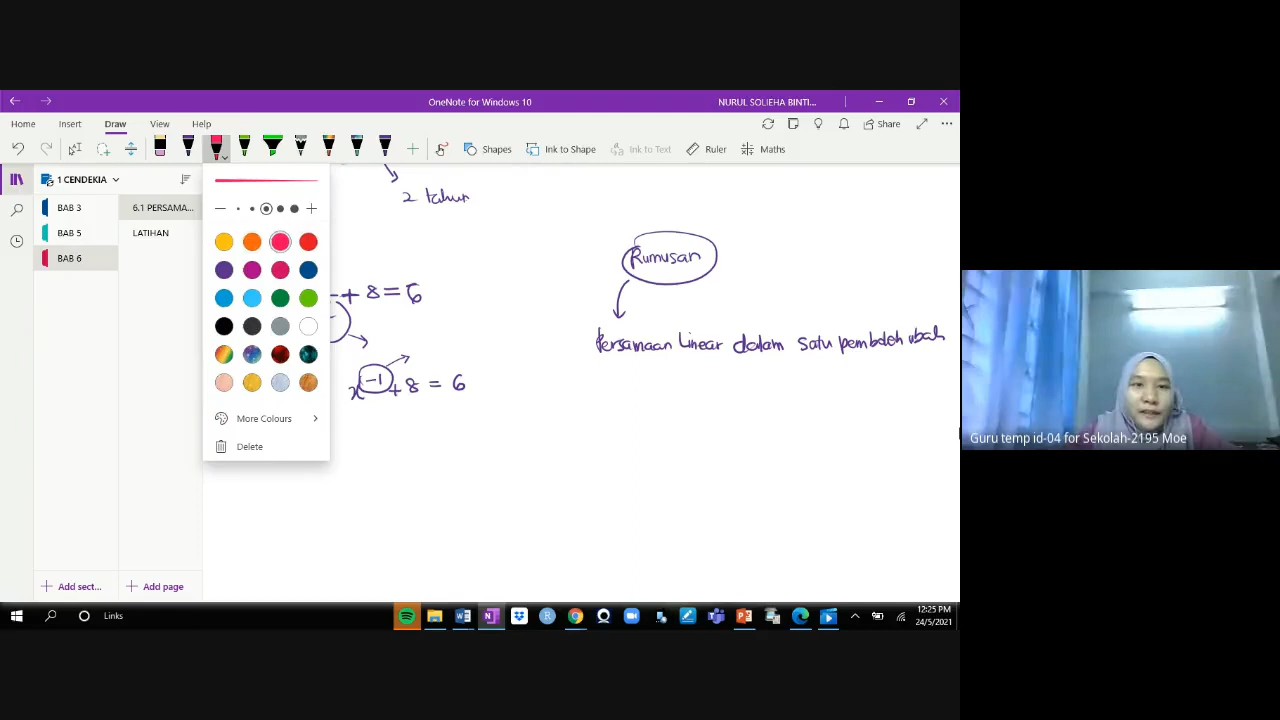 OneNote for Windows 10
NURUL SOLIEHA BINTI...
Home Insert Draw View Help
Share
Shapes Ink to Shape Ink to Text Ruler Maths
1 CENDEKIA
BAB 3
BAB 5
BAB 6
6.1 PERSAMA...
LATIHAN
More Colours
Delete
2 tahun
+ 8 = 6
x⁻¹ + 8 = 6
Rumusan
Persamaan Linear dalam satu pemboleh ubah
Guru temp id-04 for Sekolah-2195 Moe
Add sect...
Add page
Links
12:25 PM
24/5/2021